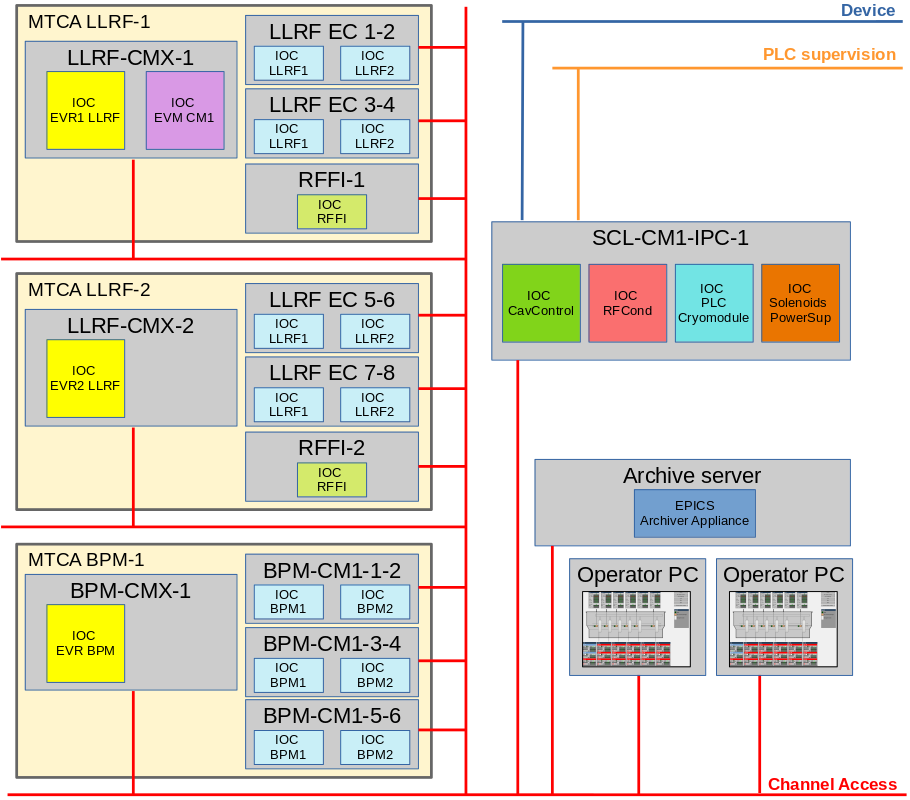 MTCA LLRF-1
LLRF-CMX-1
IOC
EVR1 LLRF
IOC
EVM CM1
LLRF EC 1-2
IOC
LLRF1
IOC
LLRF2
LLRF EC 3-4
IOC
LLRF1
IOC
LLRF2
RFFI-1
IOC
RFFI
MTCA LLRF-2
LLRF-CMX-2
IOC
EVR2 LLRF
LLRF EC 5-6
IOC
LLRF1
IOC
LLRF2
LLRF EC 7-8
IOC
LLRF1
IOC
LLRF2
RFFI-2
IOC
RFFI
MTCA BPM-1
BPM-CMX-1
IOC
EVR BPM
BPM-CM1-1-2
IOC
BPM1
IOC
BPM2
BPM-CM1-3-4
IOC
BPM1
IOC
BPM2
BPM-CM1-5-6
IOC
BPM1
IOC
BPM2
Device
PLC supervision
SCL-CM1-IPC-1
IOC
CavControl
IOC
RFCond
IOC
PLC
Cryomodule
IOC
Solenoids
PowerSup
Archive server
EPICS
Archiver Appliance
Operator PC
Operator PC
Channel Access